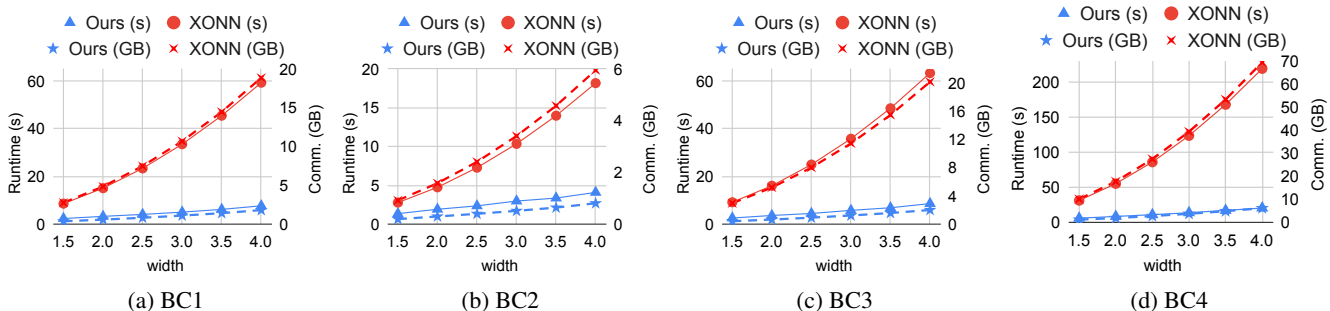 Ours (s) XONN (s)
Ours (GB) XONN (GB)
Runtime (s)
60
40
20
0
Comm. (GB)
20
15
10
5
0
1.5 2.0 2.5 3.0 3.5 4.0
width
(a) BC1
Ours (s) XONN (s)
Ours (GB) XONN (GB)
Runtime (s)
20
15
10
5
0
Comm. (GB)
6
4
2
0
1.5 2.0 2.5 3.0 3.5 4.0
width
(b) BC2
Ours (s) XONN (s)
Ours (GB) XONN (GB)
Runtime (s)
60
40
20
0
Comm. (GB)
20
16
12
8
4
0
1.5 2.0 2.5 3.0 3.5 4.0
width
(c) BC3
Ours (s) XONN (s)
Ours (GB) XONN (GB)
Runtime (s)
200
150
100
50
0
Comm. (GB)
70
60
50
40
30
20
10
0
1.5 2.0 2.5 3.0 3.5 4.0
width
(d) BC4